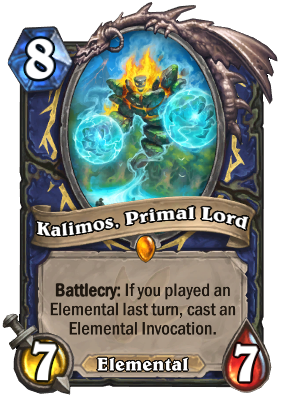 8
Kalimos, Primal Lord
Battlecry: If you played an
Elemental last turn, cast an
Elemental Invocation.
7
Elemental
7